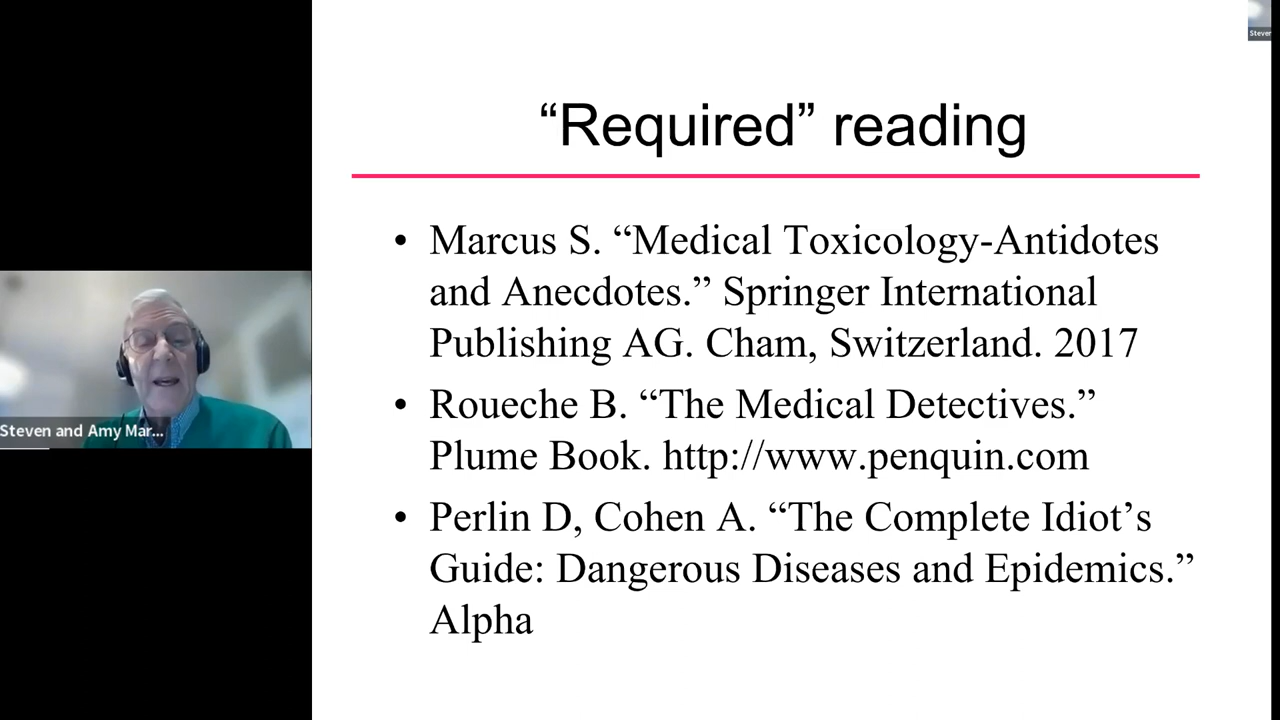 Steven
“Required” reading
• Marcus S. “Medical Toxicology-Antidotes
and Anecdotes.” Springer International
Publishing AG. Cham, Switzerland. 2017
• Roueche B. “The Medical Detectives.”
Plume Book. http://www.penquin.com
• Perlin D, Cohen A. “The Complete Idiot’s
Guide: Dangerous Diseases and Epidemics.”
Alpha
Steven and Amy Mar...